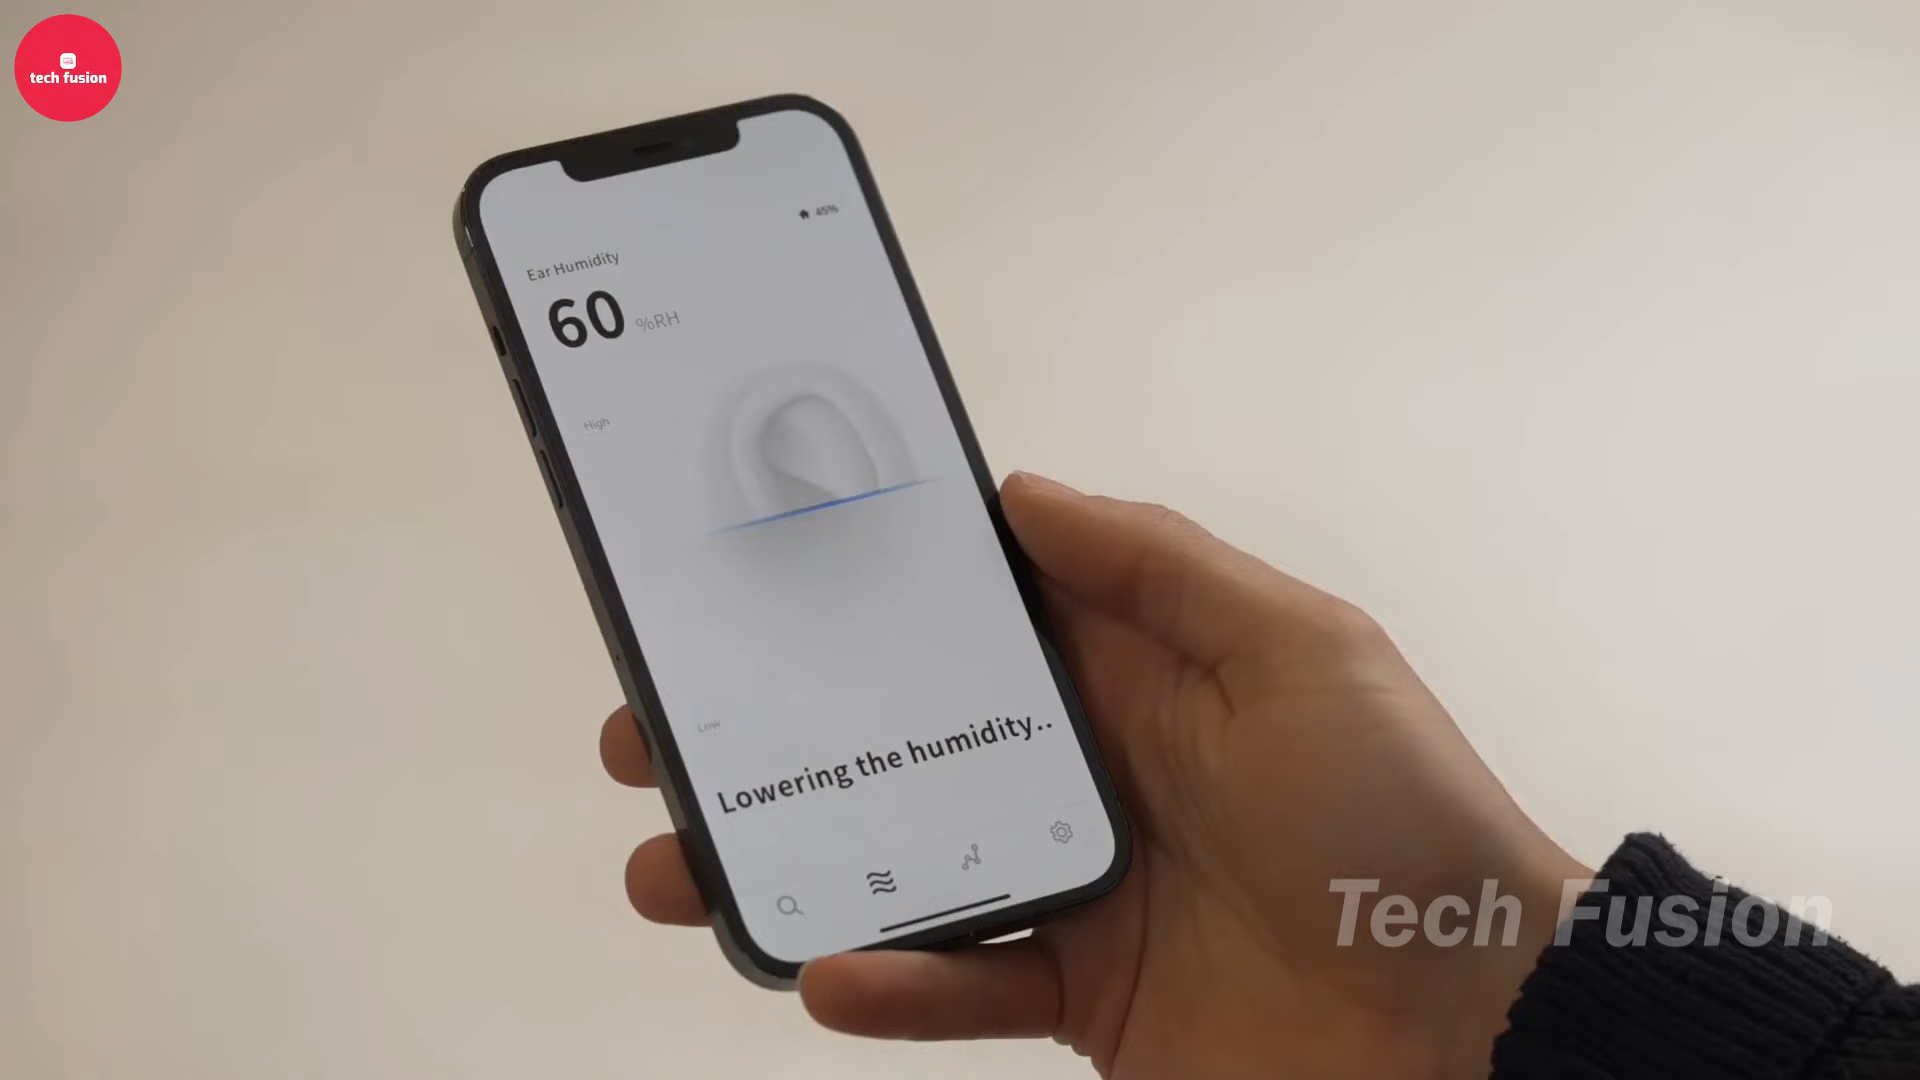 tech fusion
45%
Ear Humidity
60 %RH
High
Low
Lowering the humidity..
Tech Fusion